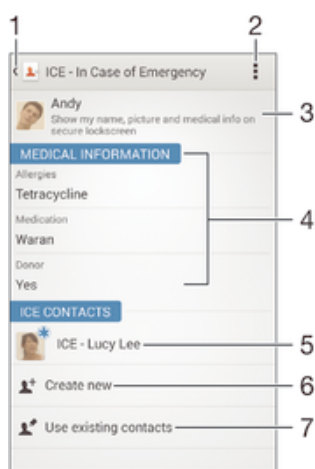 1
2
ICE - In Case of Emergency
Andy
Show my name, picture and medical info on
secure lockscreen
3
MEDICAL INFORMATION
Allergies
Tetracycline
4
Medication
Waran
Donor
Yes
ICE CONTACTS
ICE - Lucy Lee
5
Create new
6
Use existing contacts
7